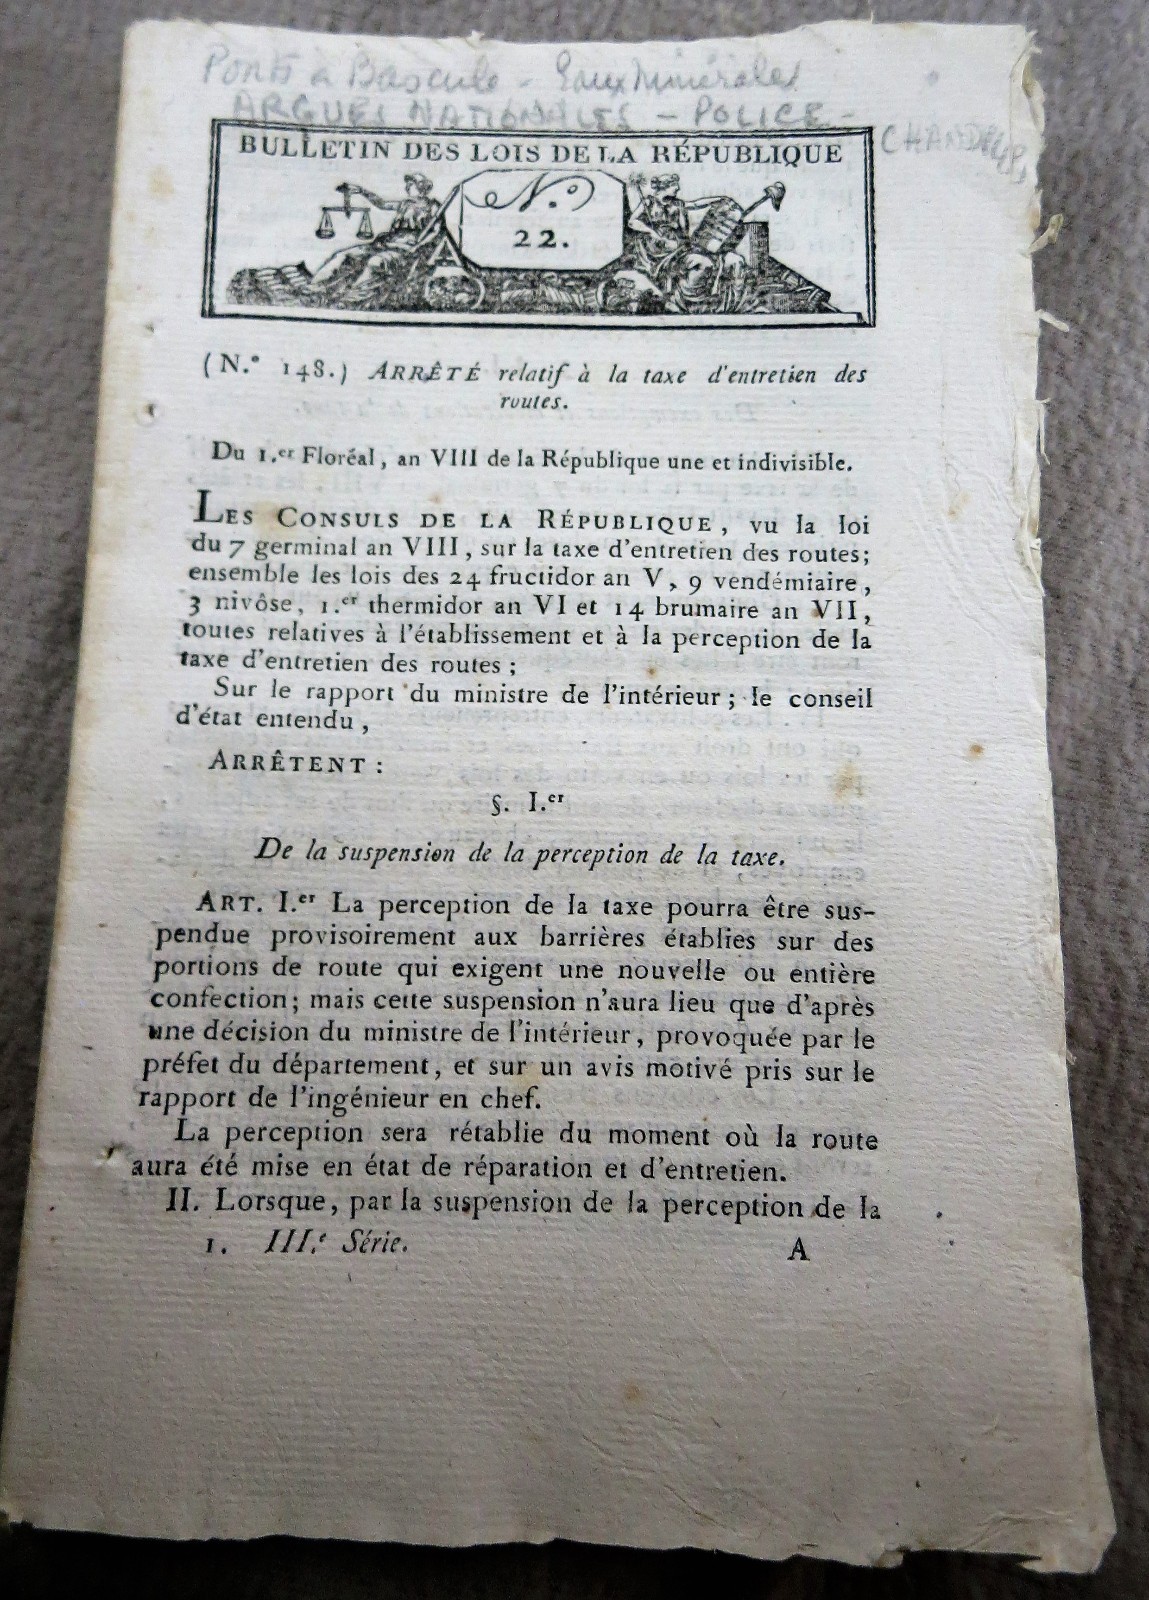 Ponts à Bascule - Eaux Minérales
ARGUES NATIONALES - POLICE -
BULLETIN DES LOIS DE LA RÉPUBLIQUE
N.°
22.
(N.° 148.) ARRÊTÉ relatif à la taxe d'entretien des
routes.
Du 1.er Floréal, an VIII de la République une et indivisible.
LES CONSULS DE LA RÉPUBLIQUE, vu la loi
du 7 germinal an VIII, sur la taxe d'entretien des routes;
ensemble les lois des 24 fructidor an V, 9 vendémiaire,
3 nivôse, 1.er thermidor an VI et 14 brumaire an VII,
toutes relatives à l'établissement et à la perception de la
taxe d'entretien des routes;
Sur le rapport du ministre de l'intérieur; le conseil
d'état entendu,
ARRÊTENT:
§. I.er
De la suspension de la perception de la taxe.
ART. I.er La perception de la taxe pourra être sus-
pendue provisoirement aux barrières établies sur des
portions de route qui exigent une nouvelle ou entière
confection; mais cette suspension n'aura lieu que d'après
une décision du ministre de l'intérieur, provoquée par le
préfet du département, et sur un avis motivé pris sur le
rapport de l'ingénieur en chef.
La perception sera rétablie du moment où la route
aura été mise en état de réparation et d'entretien.
II. Lorsque, par la suspension de la perception de la
1. III.e Série. A